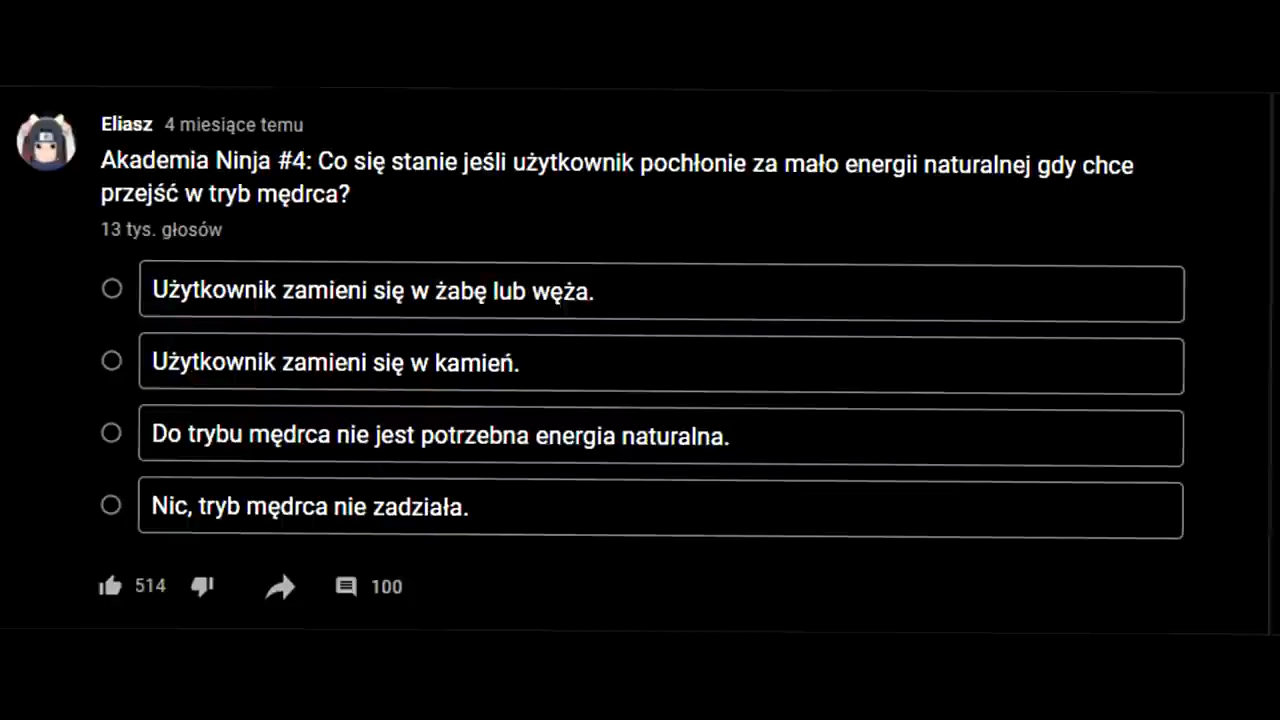 Eliasz 4 miesiące temu
Akademia Ninja #4: Co się stanie jeśli użytkownik pochłonie za mało energii naturalnej gdy chce
przejść w tryb mędrca?
13 tys. głosów
Użytkownik zamieni się w żabę lub węża.
Użytkownik zamieni się w kamień.
Do trybu mędrca nie jest potrzebna energia naturalna.
Nic, tryb mędrca nie zadziała.
514 100